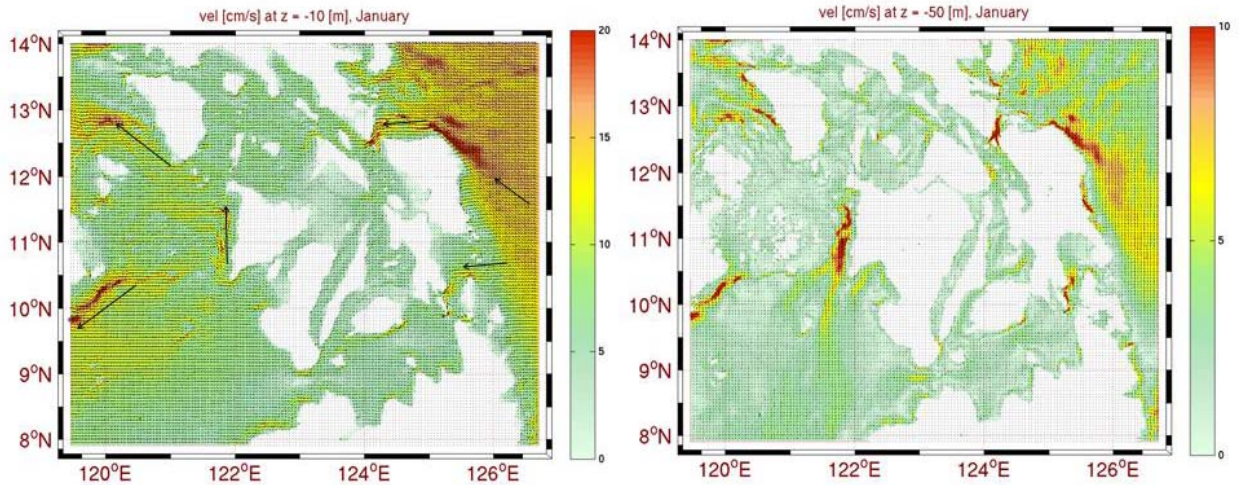 vel [cm/s] at z = -10 [m], January
14°N
13°N
12°N
11°N
10°N
9°N
8°N
120°E
122°E
124°E
126°E
20
15
10
5
0
vel [cm/s] at z = -50 [m], January
14°N
13°N
12°N
11°N
10°N
9°N
8°N
120°E
122°E
124°E
126°E
10
5
0